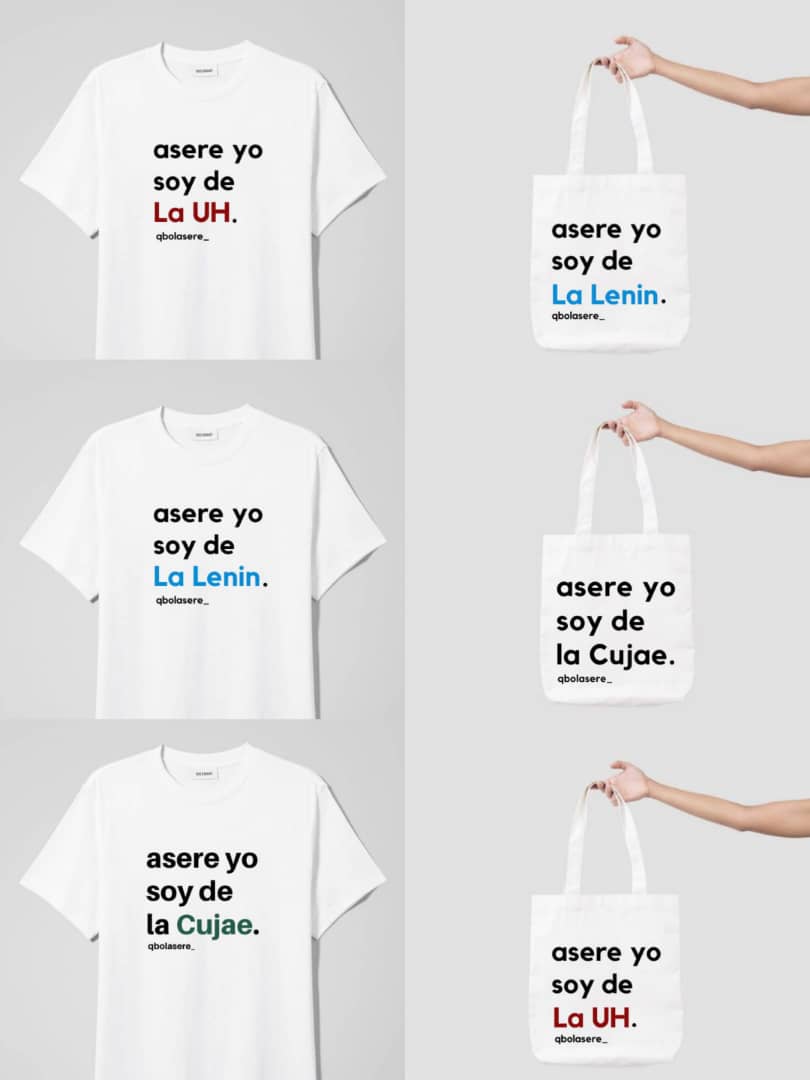 asere yo
soy de
La UH.
qbolasere_
asere yo
soy de
La Lenin.
qbolasere_
asere yo
soy de
La Lenin.
qbolasere_
asere yo
soy de
la Cujae.
qbolasere_
asere yo
soy de
la Cujae.
qbolasere_
asere yo
soy de
La UH.
qbolasere_